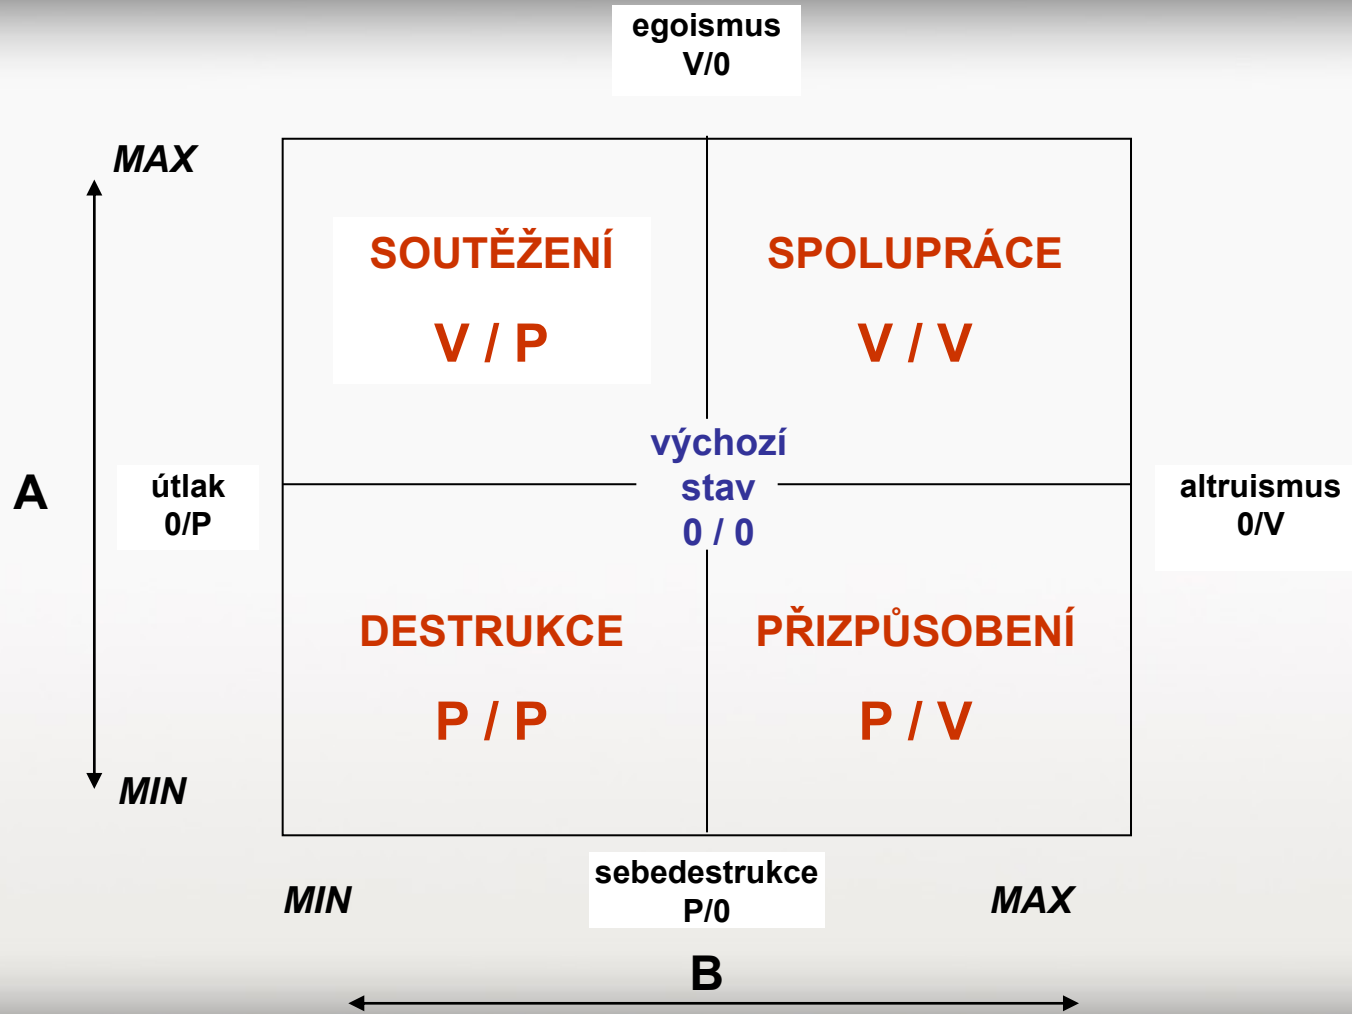 egoismus
V/0
MAX
SOUTĚŽENÍ
V / P
SPOLUPRÁCE
V / V
A
útlak
0/P
výchozí
stav
0 / 0
altruismus
0/V
DESTRUKCE
P / P
PŘIZPŮSOBENÍ
P / V
MIN
MIN
sebedestrukce
P/0
MAX
B